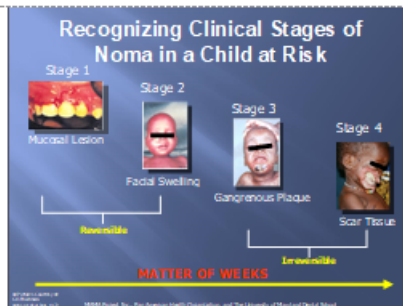 Recognizing Clinical Stages of
Noma in a Child at Risk
Stage 1
Mucosal Lesion
Stage 2
Facial Swelling
Stage 3
Gangrenous Plaque
Stage 4
Scar Tissue
Reversible
Irreversible
MATTER OF WEEKS